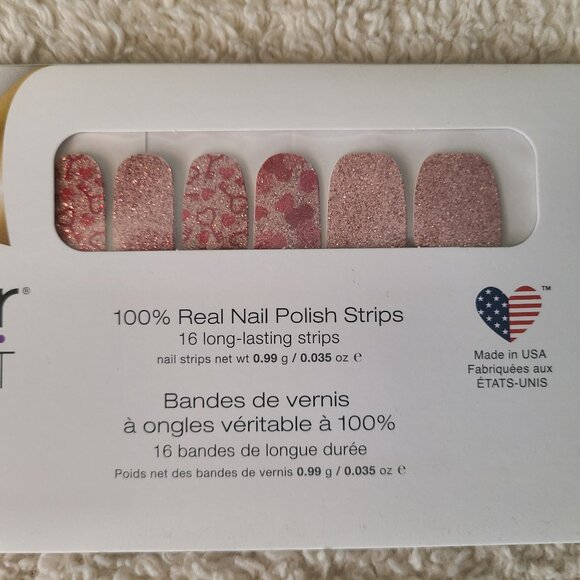 r®
T
100% Real Nail Polish Strips
16 long-lasting strips
nail strips net wt 0.99 g / 0.035 oz ℮
Bandes de vernis
à ongles véritable à 100%
16 bandes de longue durée
Poids net des bandes de vernis 0.99 g / 0.035 oz ℮
™
Made in USA
Fabriquées aux
ÉTATS-UNIS